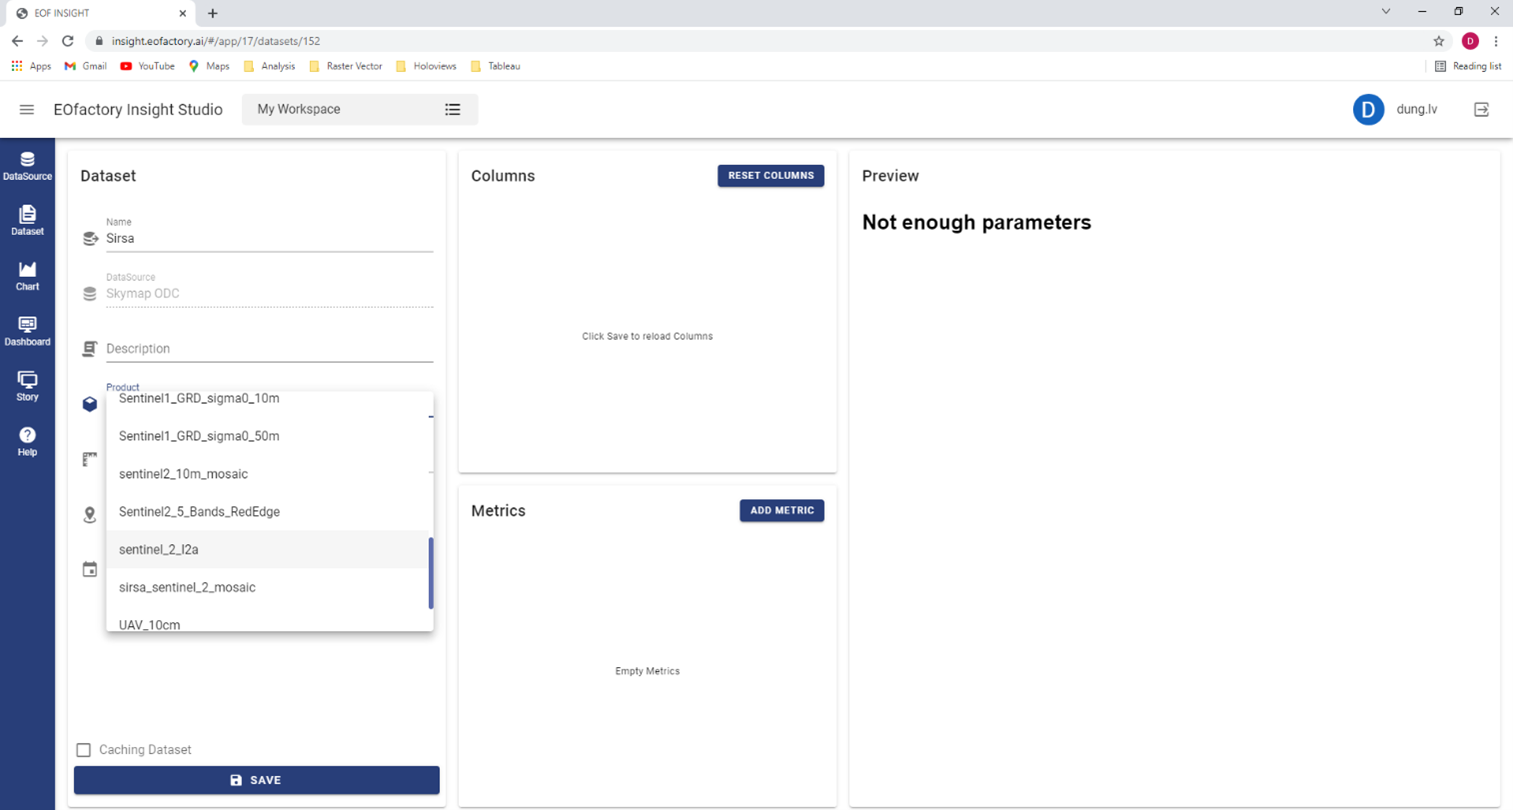 EOF INSIGHT
insight.eofactory.ai/#/app/17/datasets/152
D
Apps
Gmail
YouTube
Maps
Analysis
Raster Vector
Holoviews
Tableau
Reading list
EOfactory Insight Studio
My Workspace
D
dung.lv
DataSource
Dataset
Chart
Dashboard
Story
Help
Dataset
Name
Sirsa
DataSource
Skymap ODC
Description
Product
Sentinel1_GRD_sigma0_10m
Sentinel1_GRD_sigma0_50m
sentinel2_10m_mosaic
Sentinel2_5_Bands_RedEdge
sentinel_2_l2a
sirsa_sentinel_2_mosaic
UAV_10cm
Caching Dataset
SAVE
Columns
RESET COLUMNS
Click Save to reload Columns
Metrics
ADD METRIC
Empty Metrics
Preview
Not enough parameters